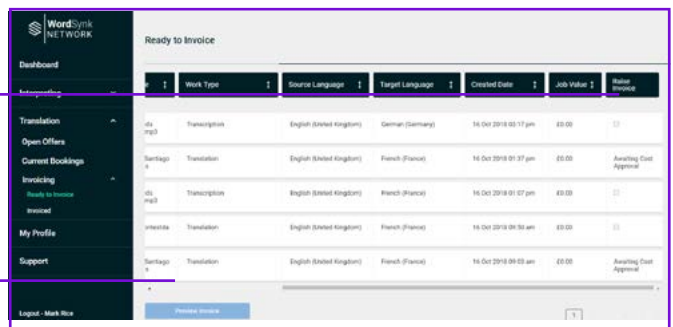 WordSynk
NETWORK
Dashboard
Translation
Open Offers
Current Bookings
Invoicing
Ready to Invoice
Invoiced
My Profile
Support
Logout - Mark Rice
Ready to Invoice
Work Type Source Language Target Language Created Date Job Value Raise Invoice
Transcription English (United Kingdom) German (Germany) 16 Oct 2018 03:17 pm £0.00
Santiago Translation English (United Kingdom) French (France) 16 Oct 2018 01:37 pm £0.00 Awaiting Cost Approval
Transcription English (United Kingdom) French (France) 16 Oct 2018 01:07 pm £0.00
Translation English (United Kingdom) French (France) 16 Oct 2018 09:50 am £0.00
Santiago Translation English (United Kingdom) French (France) 16 Oct 2018 09:03 am £0.00 Awaiting Cost Approval
Preview Invoice
1